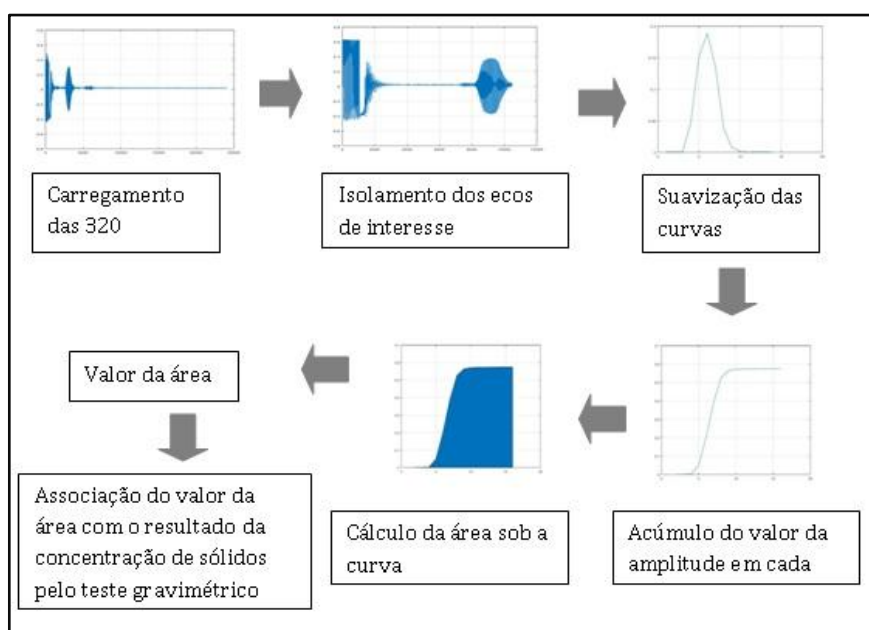 Carregamento
das 320
Isolamento dos ecos
de interesse
Suavização das
curvas
Valor da área
Associação do valor da
área com o resultado da
concentração de sólidos
pelo teste gravimétrico
Cálculo da área sob a
curva
Acúmulo do valor da
amplitude em cada